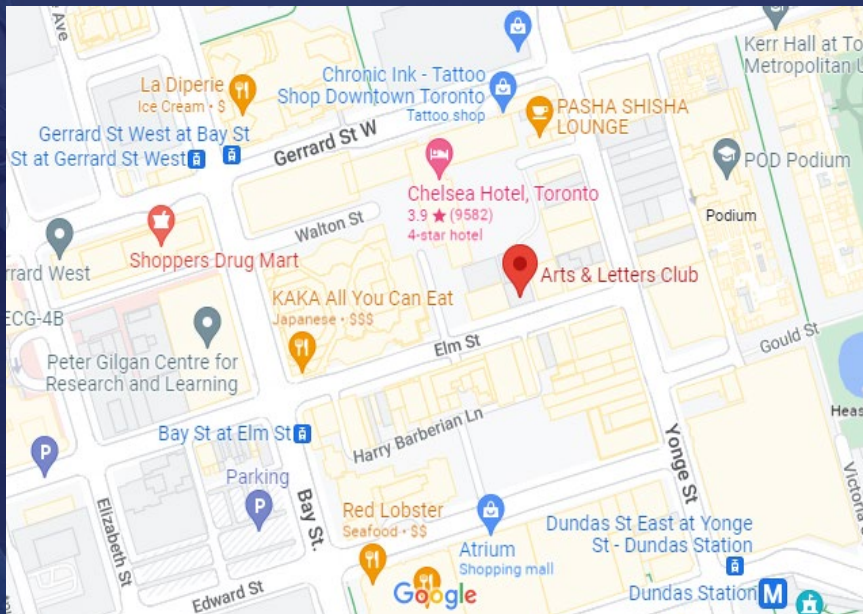 Ave
Kerr Hall at To
Metropolitan U
La Diperie
Ice Cream • $
Chronic Ink - Tattoo
Shop Downtown Toronto
Tattoo shop
PASHA SHISHA
LOUNGE
Gerrard St West at Bay St
St at Gerrard St West
Gerrard St W
POD Podium
Chelsea Hotel, Toronto
3.9 ★ (9582)
4-star hotel
Podium
Walton St
Shoppers Drug Mart
rrard West
Arts & Letters Club
KAKA All You Can Eat
Japanese • $$$
ECG-4B
Elm St
Gould St
Peter Gilgan Centre for
Research and Learning
Heas
Harry Barberian Ln
Bay St at Elm St
Yonge St
P
Parking
P
Victoria
Elizabeth St
Bay St.
Red Lobster
Seafood • $$
Atrium
Shopping mall
Dundas St East at Yonge
St - Dundas Station
Edward St
Google
Dundas Station
M